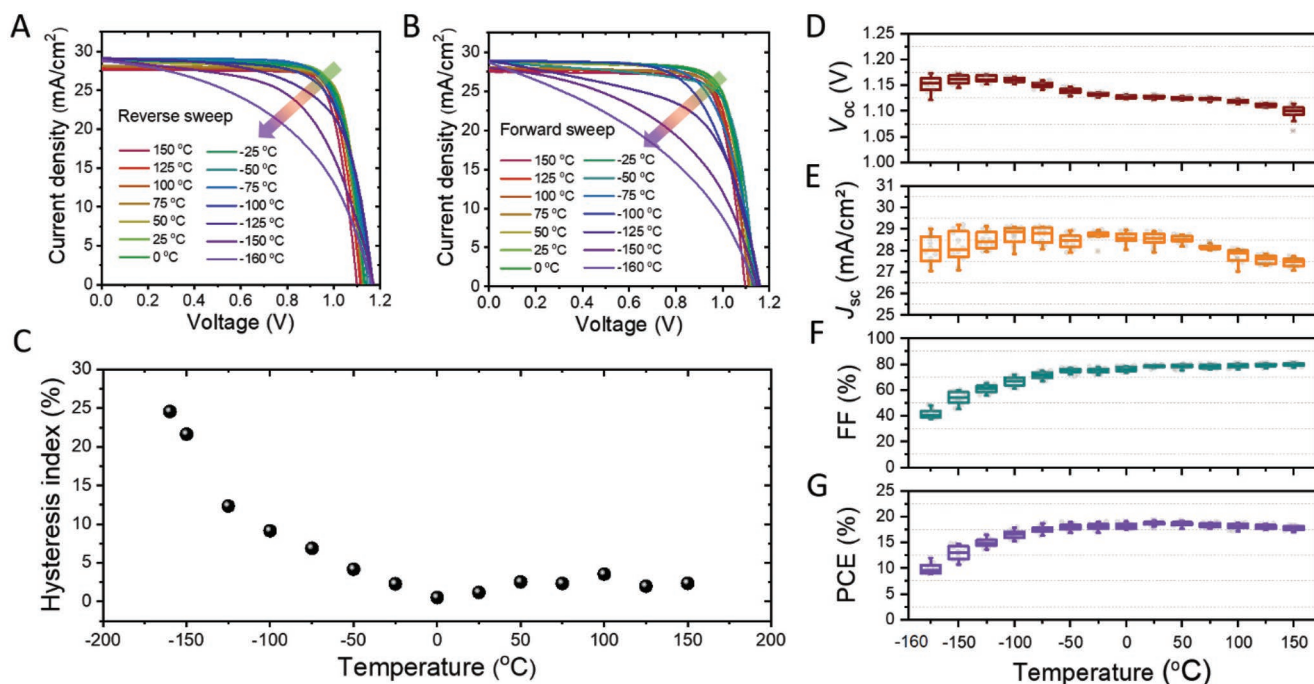 A
Current density (mA/cm²)
30
25
20
15
10
5
0
Reverse sweep
150 °C
125 °C
100 °C
75 °C
50 °C
25 °C
0 °C
-25 °C
-50 °C
-75 °C
-100 °C
-125 °C
-150 °C
-160 °C
0.0 0.2 0.4 0.6 0.8 1.0 1.2
Voltage (V)
B
Current density (mA/cm²)
30
25
20
15
10
5
0
Forward sweep
150 °C
125 °C
100 °C
75 °C
50 °C
25 °C
0 °C
-25 °C
-50 °C
-75 °C
-100 °C
-125 °C
-150 °C
-160 °C
0.0 0.2 0.4 0.6 0.8 1.0 1.2
Voltage (V)
C
Hysteresis index (%)
30
25
20
15
10
5
0
-200 -150 -100 -50 0 50 100 150 200
Temperature (°C)
D
Voc (V)
1.25
1.20
1.15
1.10
1.05
1.00
E
Jsc (mA/cm²)
31
30
29
28
27
26
25
F
FF (%)
100
80
60
40
20
0
G
PCE (%)
25
20
15
10
5
0
-160 -150 -100 -50 0 50 100 150
Temperature (°C)